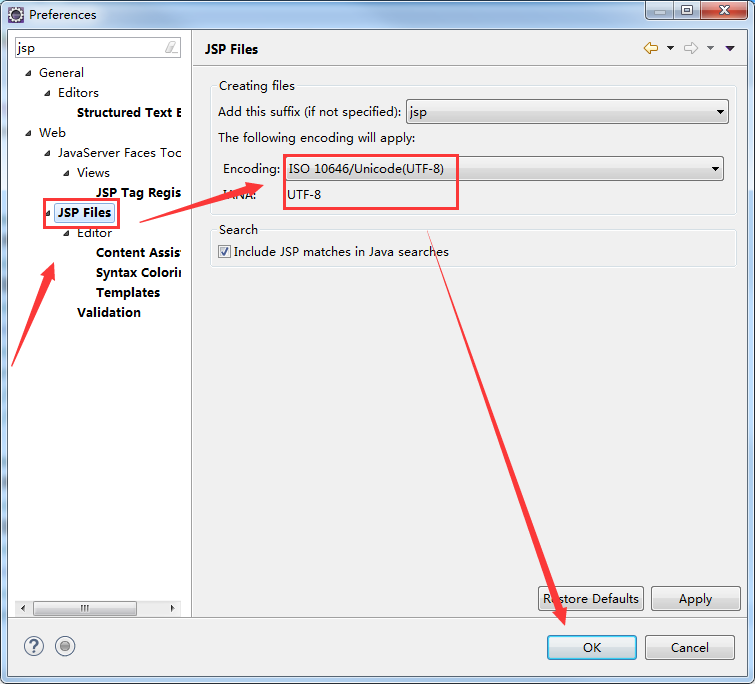 Preferences
jsp
General
Editors
Structured Text E
Web
JavaServer Faces Toc
Views
JSP Tag Regis
JSP Files
Editor
Content Assis
Syntax Colorin
Templates
Validation
JSP Files
Creating files
Add this suffix (if not specified): jsp
The following encoding will apply:
Encoding: ISO 10646/Unicode(UTF-8)
IANA: UTF-8
Search
Include JSP matches in Java searches
Restore Defaults Apply
? OK Cancel